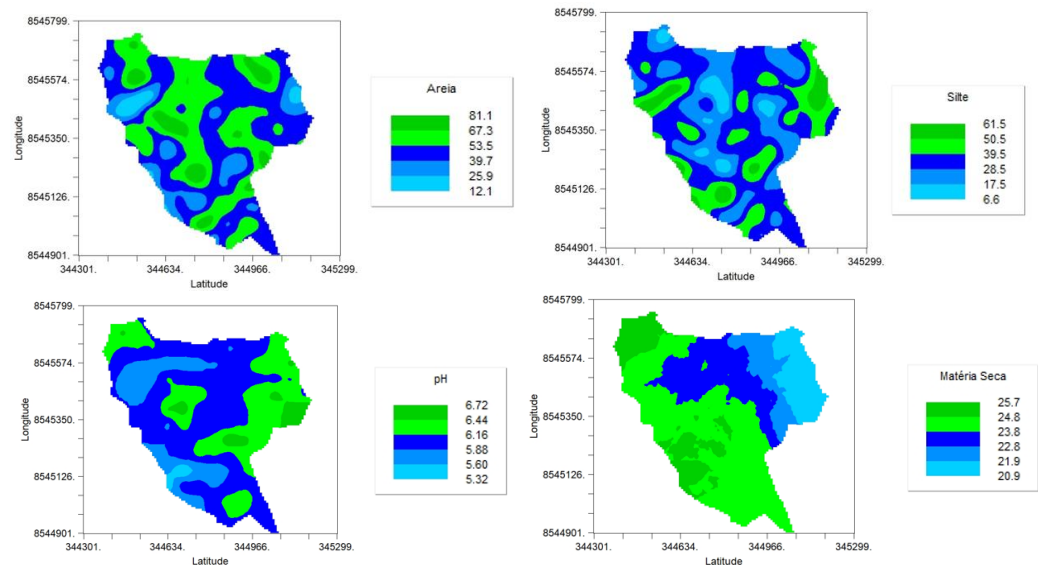 8545799.
8545574.
8545350.
8545126.
8544901.
Longitude
344301. 344634. 344966. 345299.
Latitude
Areia
81.1
67.3
53.5
39.7
25.9
12.1
8545799.
8545574.
8545350.
8545126.
8544901.
Longitude
344301. 344634. 344966. 345299.
Latitude
Silte
61.5
50.5
39.5
28.5
17.5
6.6
8545799.
8545574.
8545350.
8545126.
8544901.
Longitude
344301. 344634. 344966. 345299.
Latitude
pH
6.72
6.44
6.16
5.88
5.60
5.32
8545799.
8545574.
8545350.
8545126.
8544901.
Longitude
344301. 344634. 344966. 345299.
Latitude
Matéria Seca
25.7
24.8
23.8
22.8
21.9
20.9